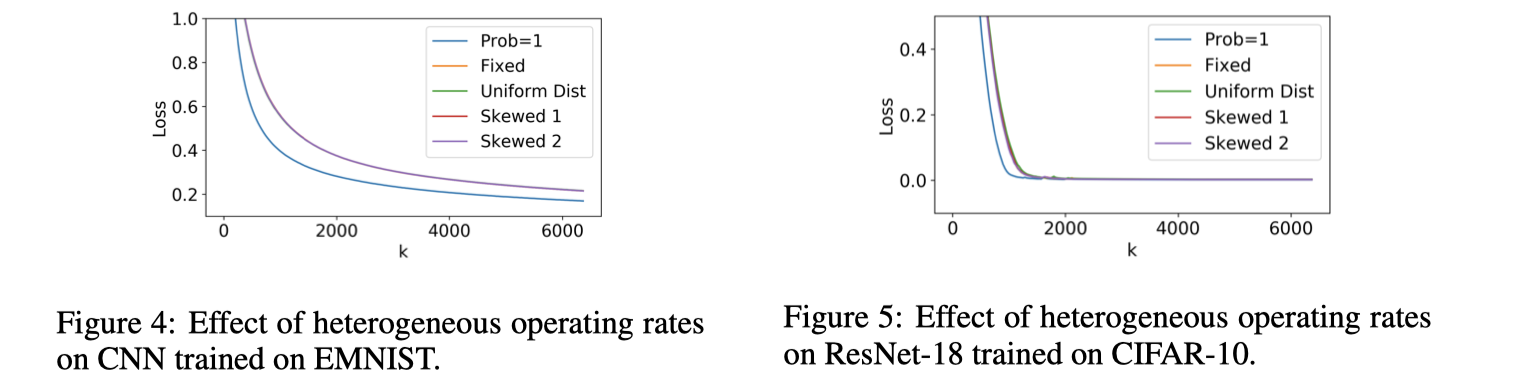 1.0
0.8
0.6
0.4
0.2
Loss
0 2000 4000 6000
k
Prob=1
Fixed
Uniform Dist
Skewed 1
Skewed 2
Figure 4: Effect of heterogeneous operating rates
on CNN trained on EMNIST.
0.4
0.2
0.0
Loss
0 2000 4000 6000
k
Prob=1
Fixed
Uniform Dist
Skewed 1
Skewed 2
Figure 5: Effect of heterogeneous operating rates
on ResNet-18 trained on CIFAR-10.